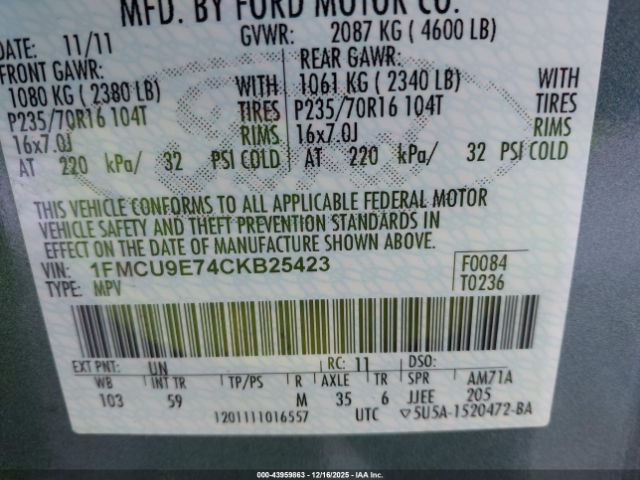 MFD. BY FORD MOTOR CO.
DATE: 11/11 GVWR: 2087 KG ( 4600 LB)
FRONT GAWR: REAR GAWR:
1080 KG ( 2380 LB) WITH 1061 KG ( 2340 LB) WITH
P235/70R16 104T TIRES P235/70R16 104T TIRES
16x7.0J RIMS 16x7.0J RIMS
AT 220 kPa/ 32 PSI COLD AT 220 kPa/ 32 PSI COLD
THIS VEHICLE CONFORMS TO ALL APPLICABLE FEDERAL MOTOR
VEHICLE SAFETY AND THEFT PREVENTION STANDARDS IN
EFFECT ON THE DATE OF MANUFACTURE SHOWN ABOVE.
VIN: 1FMCU9E74CKB25423 F0084
TYPE: MPV T0236
EXT PNT: UN RC: 11 DSO:
WB INT TR TP/PS R AXLE TR SPR AM71A
103 59 M 35 6 JJEE 205
1201111016557 UTC ▽5U5A-1520472-BA
000-43959863 | 12/16/2025 - IAA Inc.